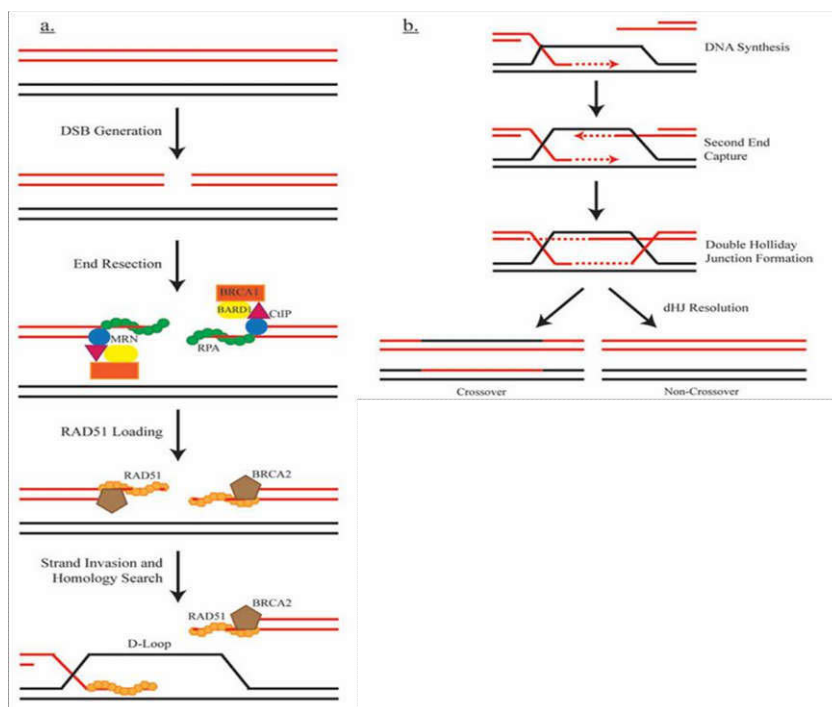 a.
DSB Generation
End Resection
BRCA1
BARD1
CtIP
MRN
RPA
RAD51 Loading
RAD51
BRCA2
Strand Invasion and
Homology Search
RAD51
BRCA2
D-Loop
b.
DNA Synthesis
Second End
Capture
Double Holliday
Junction Formation
dHJ Resolution
Crossover
Non-Crossover